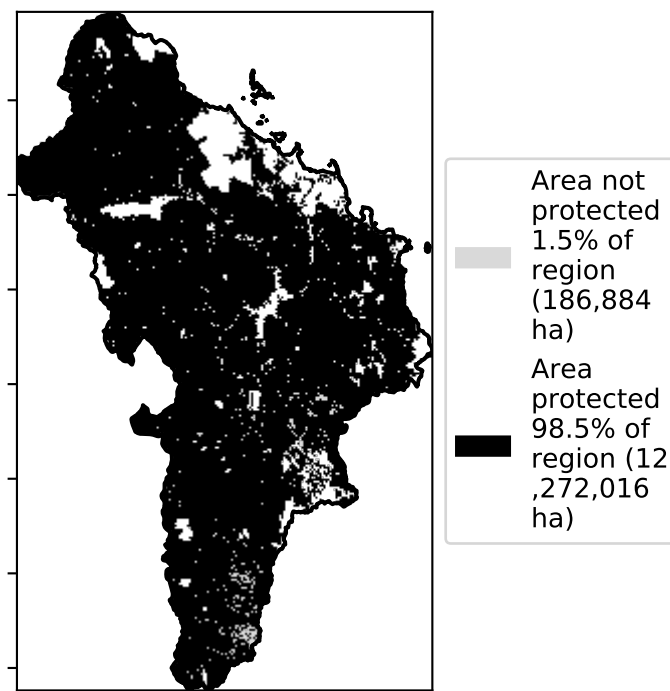 Area not
protected
1.5% of
region
(186,884
ha)
Area
protected
98.5% of
region (12
,272,016
ha)